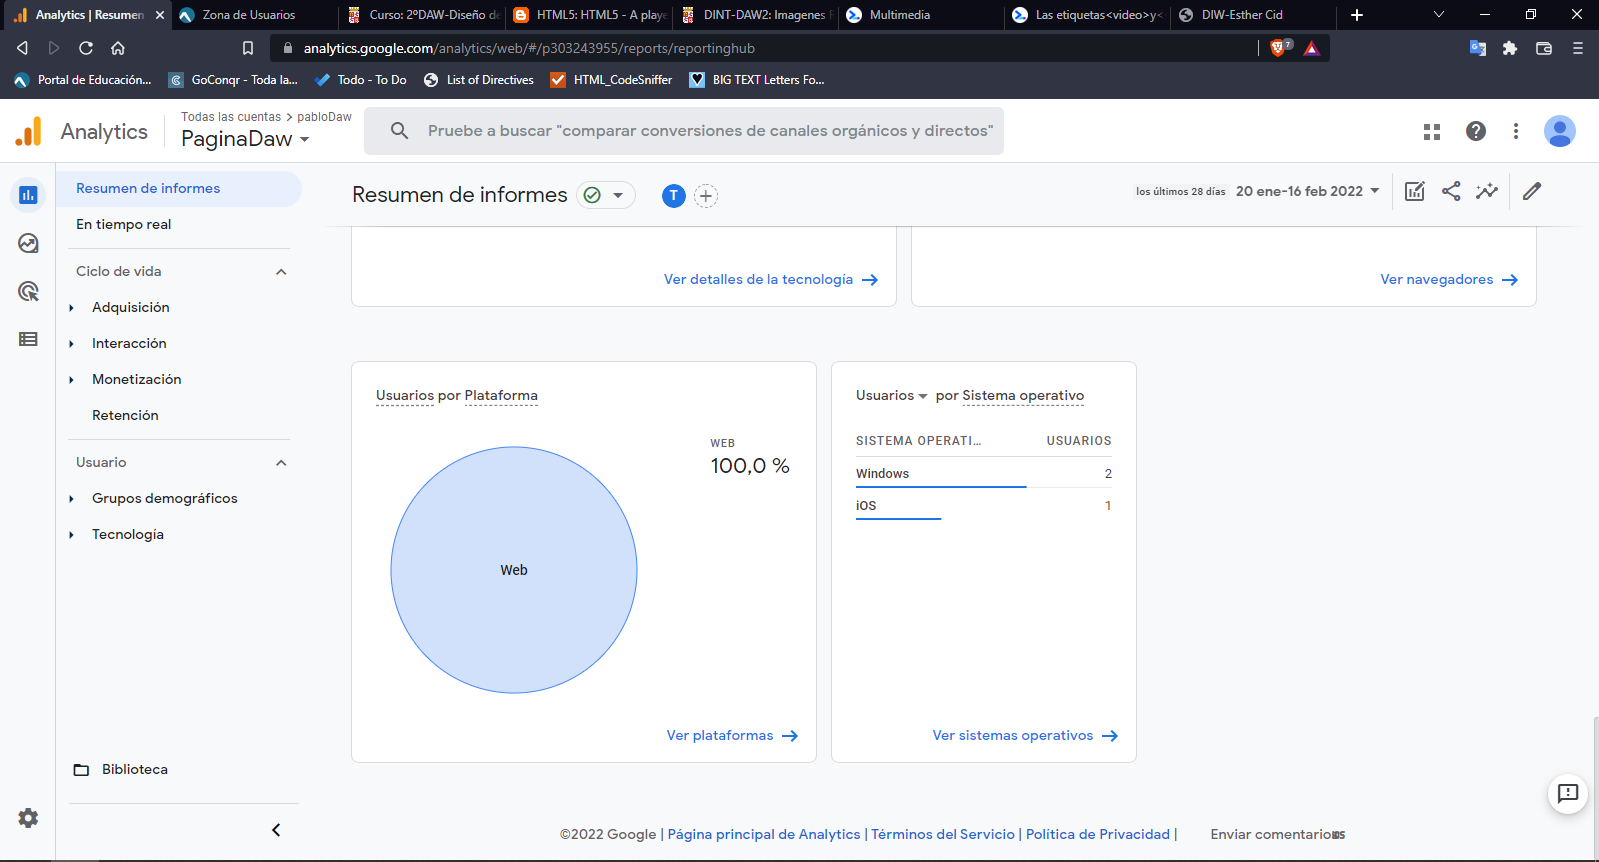 Analytics | Resumen
Zona de Usuarios
Curso: 2ºDAW-Diseño de
HTML5: HTML5 - A playe
DINT-DAW2: Imagenes
Multimedia
Las etiquetas<video>y<
DIW-Esther Cid
analytics.google.com/analytics/web/#/p303243955/reports/reportinghub
7
Portal de Educación...
GoConqr - Toda la...
Todo - To Do
List of Directives
HTML_CodeSniffer
BIG TEXT Letters Fo...
Analytics
Todas las cuentas > pabloDaw
PaginaDaw
Pruebe a buscar "comparar conversiones de canales orgánicos y directos"
Resumen de informes
En tiempo real
Ciclo de vida
Adquisición
Interacción
Monetización
Retención
Usuario
Grupos demográficos
Tecnología
Biblioteca
Resumen de informes
T
los últimos 28 días 20 ene-16 feb 2022
Ver detalles de la tecnología
Ver navegadores
Usuarios por Plataforma
WEB
100,0 %
Web
Ver plataformas
Usuarios por Sistema operativo
SISTEMA OPERATI... USUARIOS
Windows 2
iOS 1
Ver sistemas operativos
©2022 Google | Página principal de Analytics | Términos del Servicio | Política de Privacidad |
Enviar comentarios